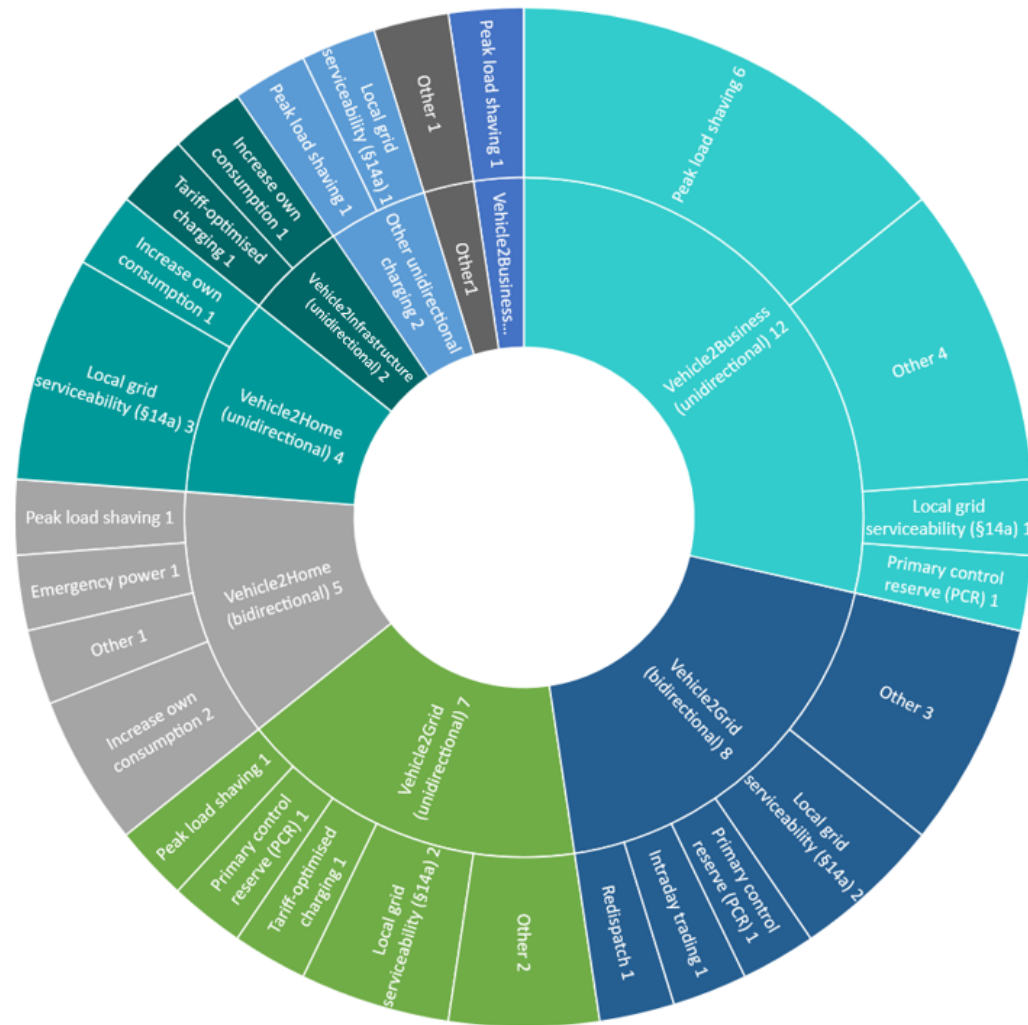 Peak load shaving 6
Other 4
Local grid
serviceability (§14a) 1
Primary control
reserve (PCR) 1
Vehicle2Business
(unidirectional) 12
Other 3
Local grid
serviceability (§14a) 2
Primary control
reserve (PCR) 1
Intraday trading 1
Redispatch 1
Vehicle2Grid
(bidirectional) 8
Other 2
Local grid
serviceability (§14a) 2
Tariff-optimised
charging 1
Primary control
reserve (PCR) 1
Peak load shaving 1
Vehicle2Grid
(unidirectional) 7
Increase own
consumption 2
Other 1
Emergency power 1
Peak load shaving 1
Vehicle2Home
(bidirectional) 5
Local grid
serviceability (§14a) 3
Increase own
consumption 1
Vehicle2Home
(unidirectional) 4
Tariff-optimised
charging 1
Increase own
consumption 1
Vehicle2Infrastructure
(unidirectional) 2
Peak load shaving 1
Local grid
serviceability (§14a) 1
Other unidirectional
charging 2
Other 1
Other1
Peak load shaving 1
Vehicle2Business...